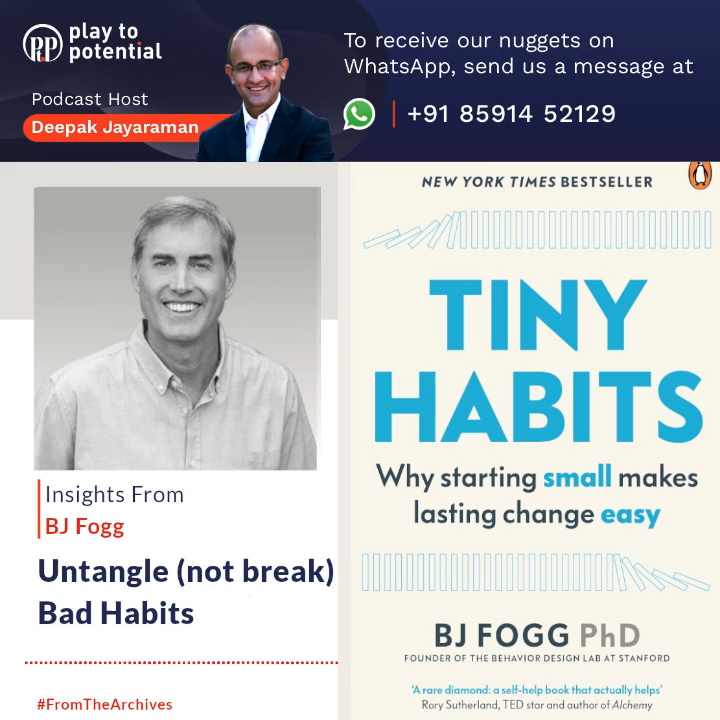 play to
potential
Podcast Host
Deepak Jayaraman
To receive our nuggets on
WhatsApp, send us a message at
+91 85914 52129
Insights From
BJ Fogg
Untangle (not break)
Bad Habits
#FromTheArchives
NEW YORK TIMES BESTSELLER
TINY
HABITS
Why starting small makes
lasting change easy
BJ FOGG PhD
FOUNDER OF THE BEHAVIOR DESIGN LAB AT STANFORD
'A rare diamond: a self-help book that actually helps'
Rory Sutherland, TED star and author of Alchemy